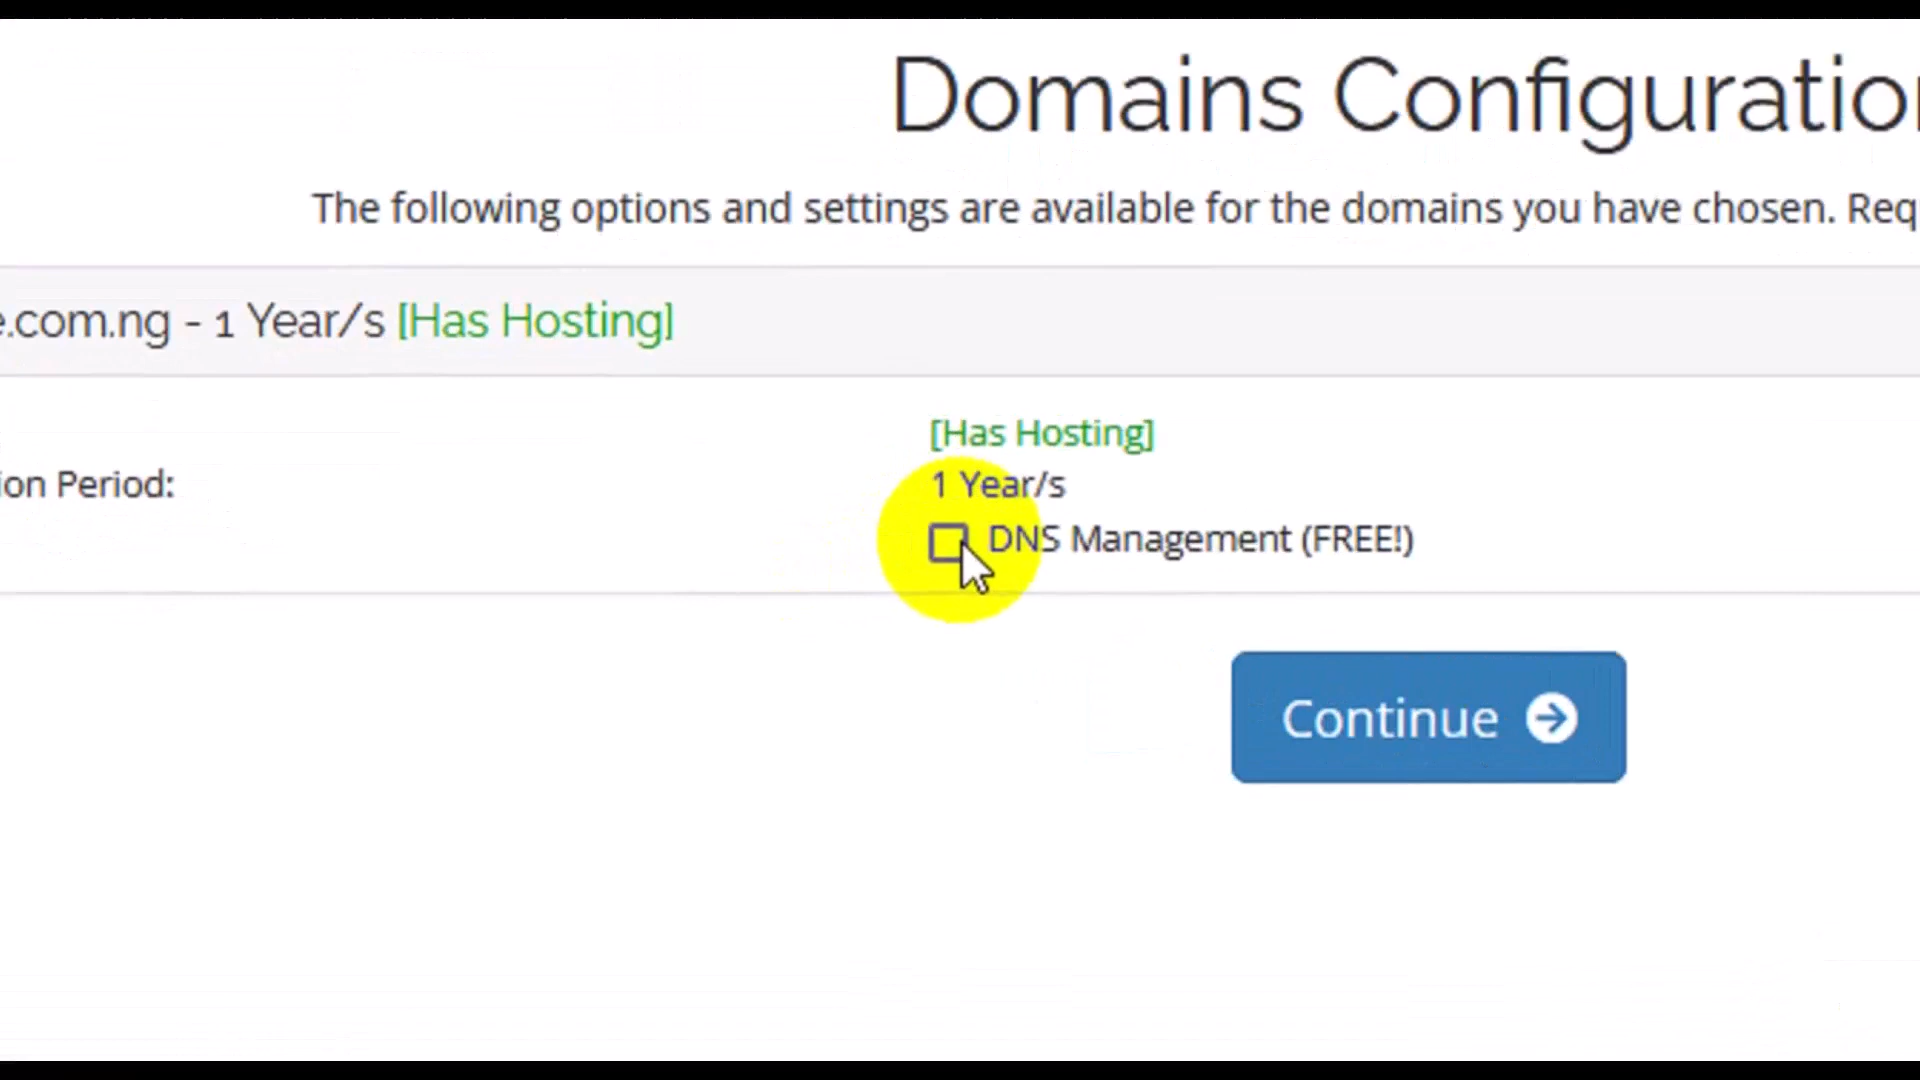 Domains Configuratio
The following options and settings are available for the domains you have chosen. Req
e.com.ng - 1 Year/s [Has Hosting]
[Has Hosting]
ion Period: 1 Year/s
DNS Management (FREE!)
Continue